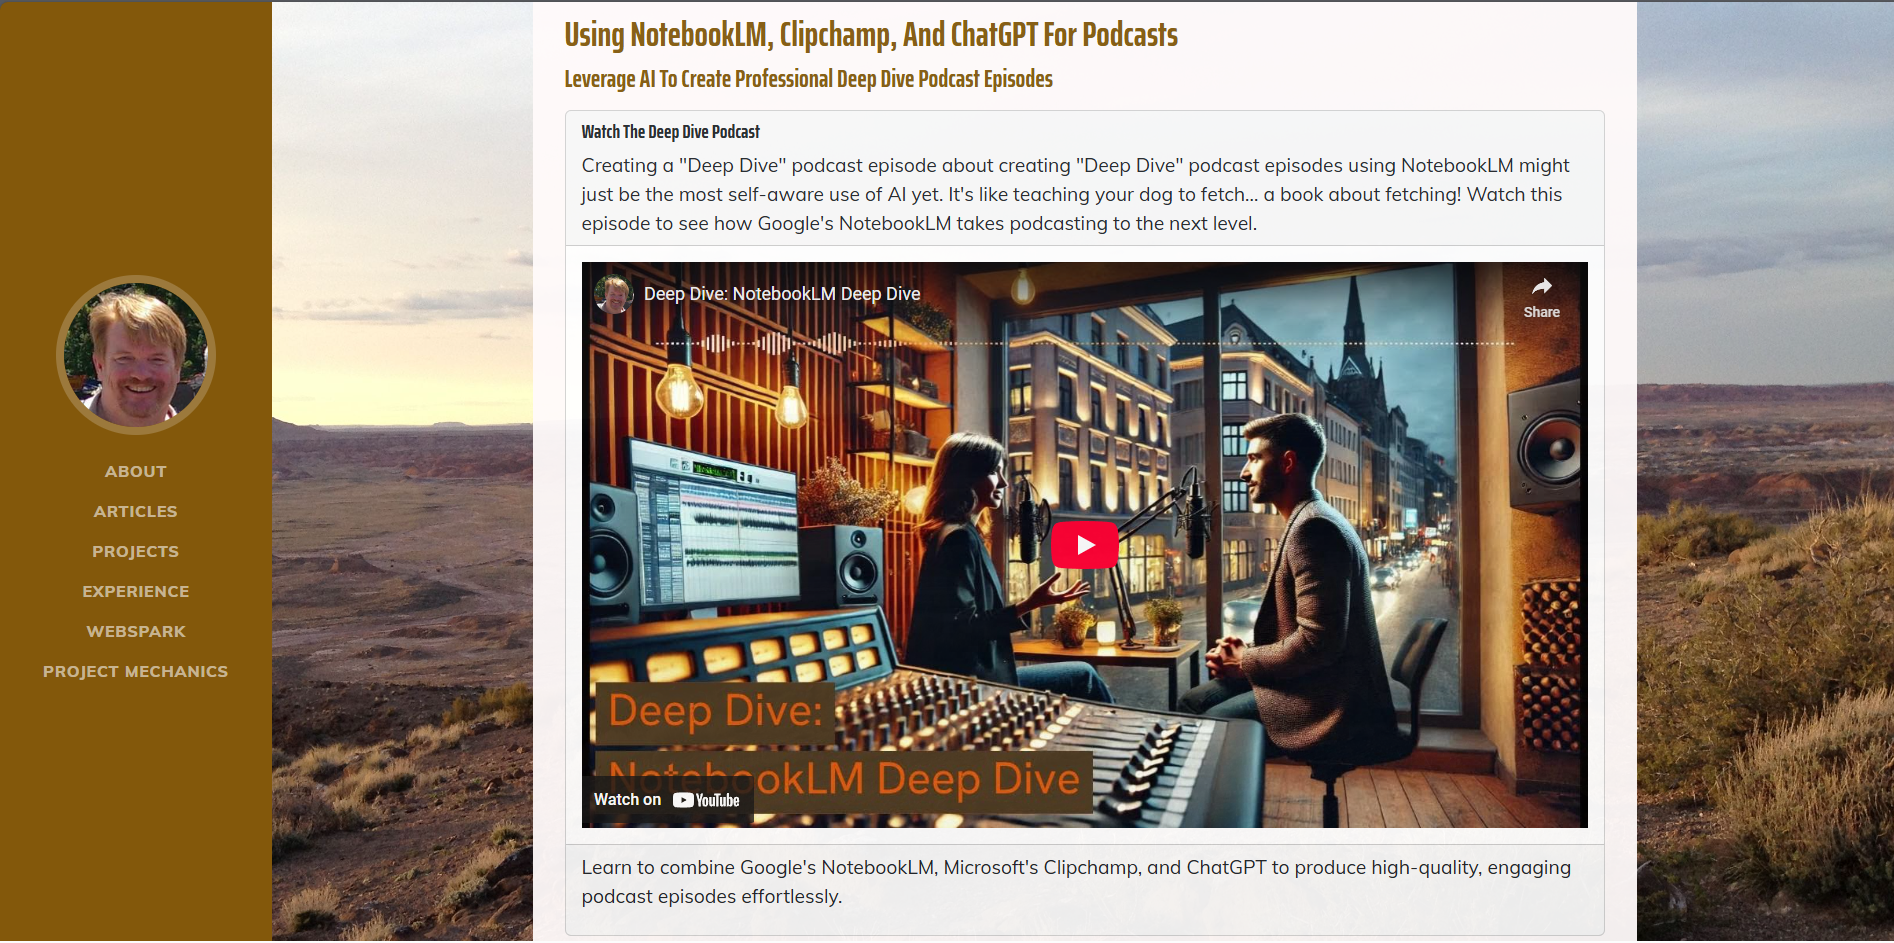 Using NotebookLM, Clipchamp, And ChatGPT For Podcasts
Leverage AI To Create Professional Deep Dive Podcast Episodes
Watch The Deep Dive Podcast
Creating a "Deep Dive" podcast episode about creating "Deep Dive" podcast episodes using NotebookLM might
just be the most self-aware use of AI yet. It's like teaching your dog to fetch... a book about fetching! Watch this
episode to see how Google's NotebookLM takes podcasting to the next level.
Deep Dive: NotebookLM Deep Dive
Share
Deep Dive:
NotebookLM Deep Dive
Watch on YouTube
Learn to combine Google's NotebookLM, Microsoft's Clipchamp, and ChatGPT to produce high-quality, engaging
podcast episodes effortlessly.
ABOUT
ARTICLES
PROJECTS
EXPERIENCE
WEBSPARK
PROJECT MECHANICS